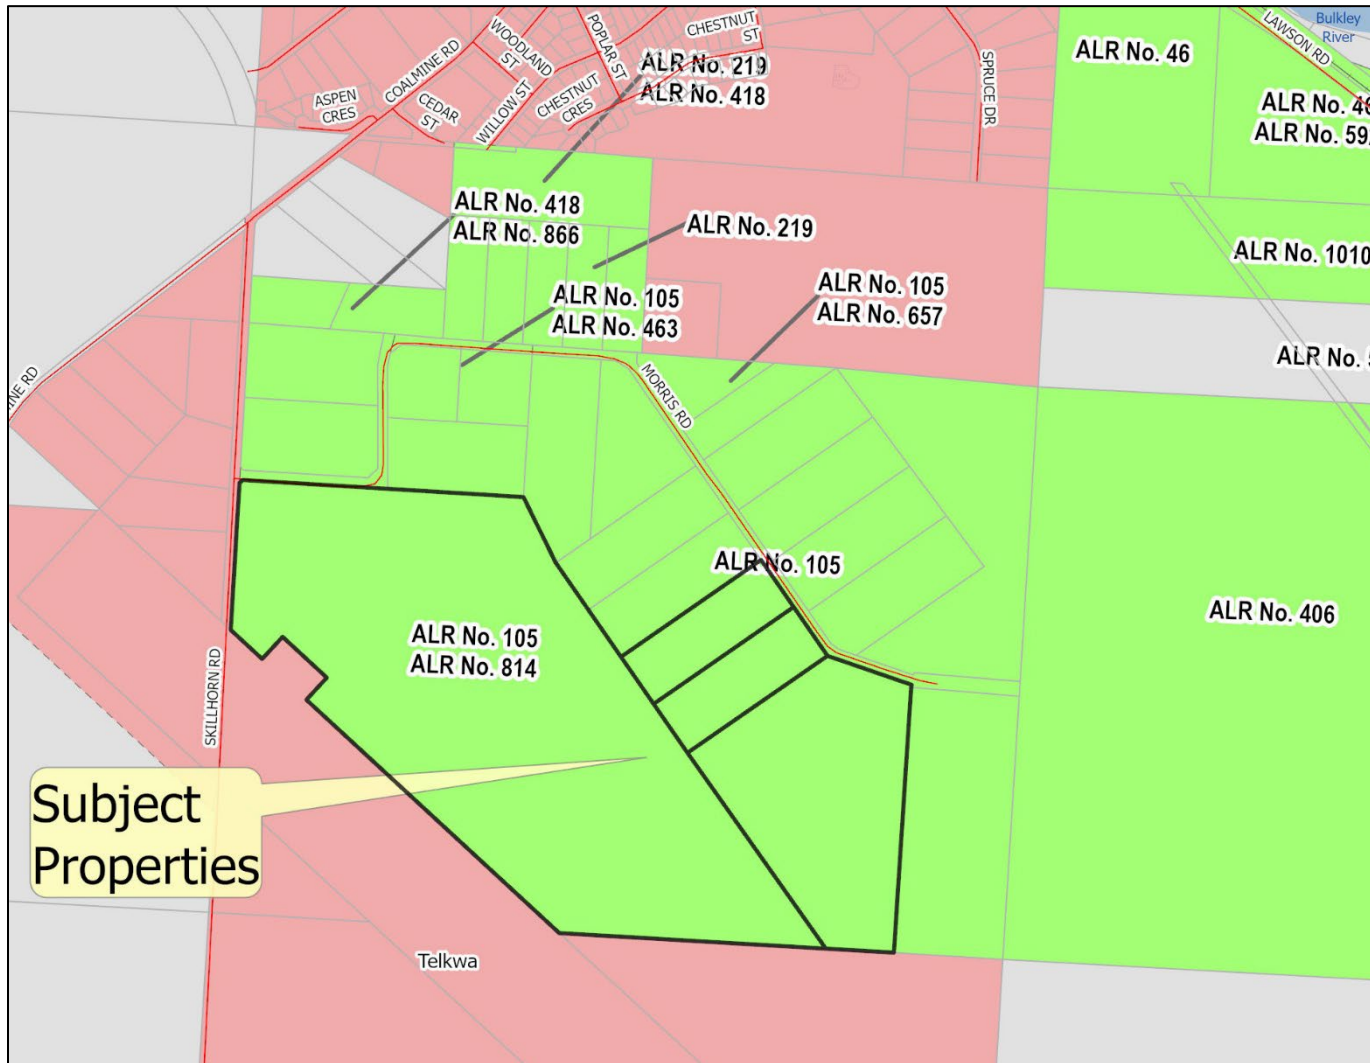 Bulkley
River
LAWSON RD
CHESTNUT
ST
POPLAR ST
WOODLAND
ST
COALMINE RD
ALR No. 46
ALR No. 219
ALR No. 418
SPRUCE DR
ASPEN
CRES
CEDAR
ST
WILLOW ST
CHESTNUT
CRES
ALR No. 418
ALR No. 866
ALR No. 219
ALR No. 1010
ALR No. 105
ALR No. 463
ALR No. 105
ALR No. 657
MORRIS RD
ALR No. 105
ALR No. 406
ALR No. 105
ALR No. 814
SKILLHORN RD
Subject
Properties
Telkwa